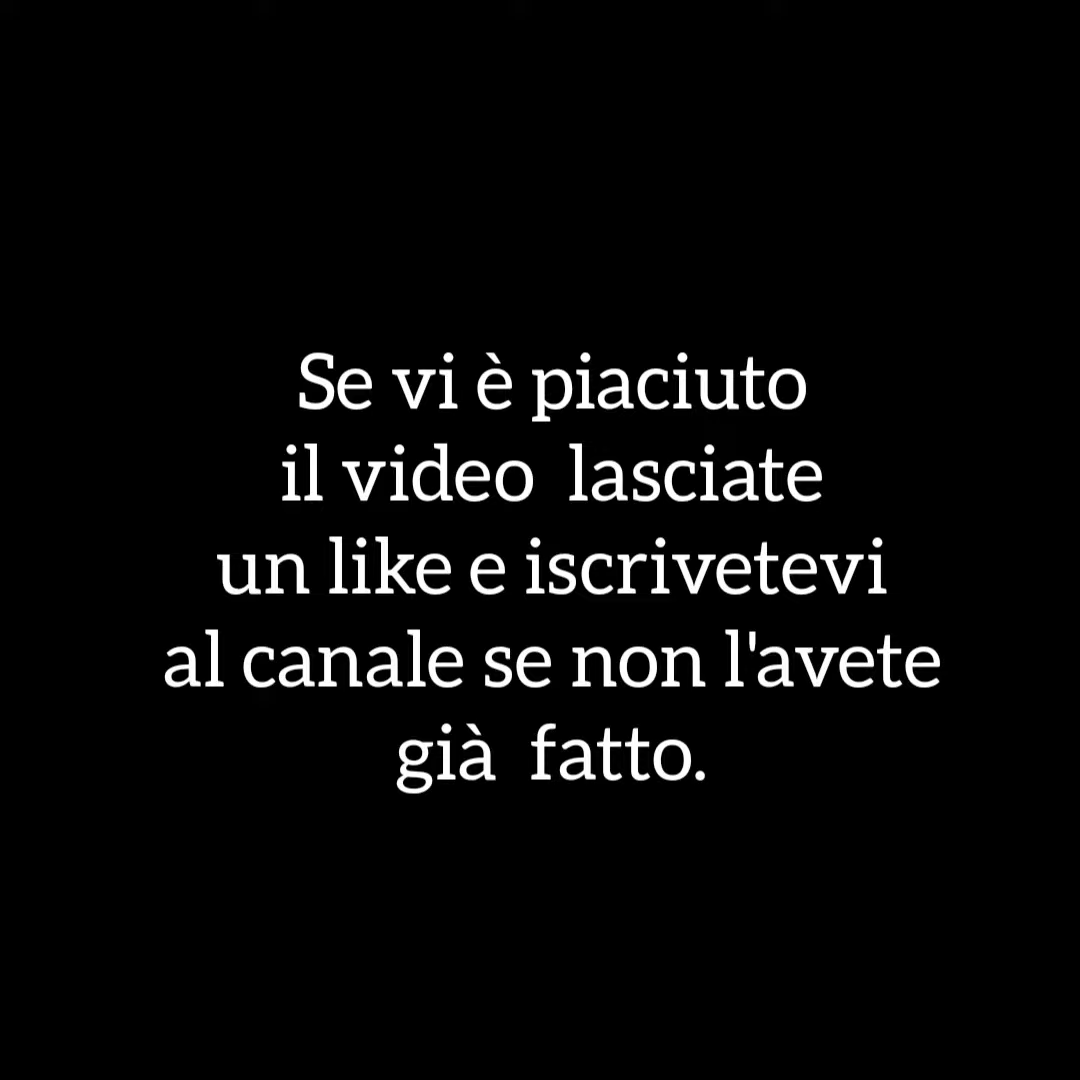 Se vi è piaciuto
il video  lasciate
un like e iscrivetevi
al canale se non l'avete
già  fatto.